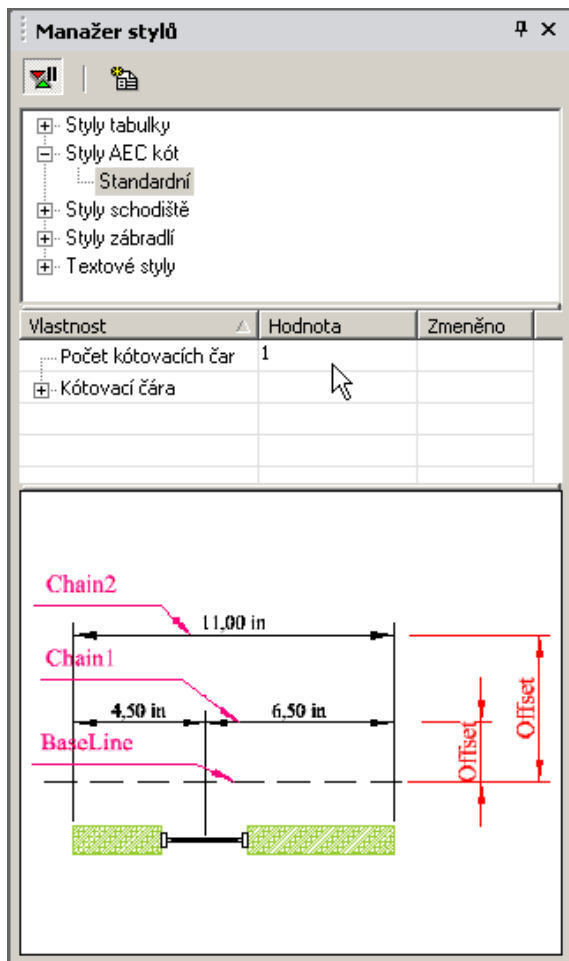 Manažer stylů
Styly tabulky
Styly AEC kót
Standardní
Styly schodiště
Styly zábradlí
Textové styly
Vlastnost Hodnota Zmeněno
Počet kótovacích čar 1
Kótovací čára
Chain2
11,00 in
Chain1
4,50 in 6,50 in
BaseLine
Offset
Offset